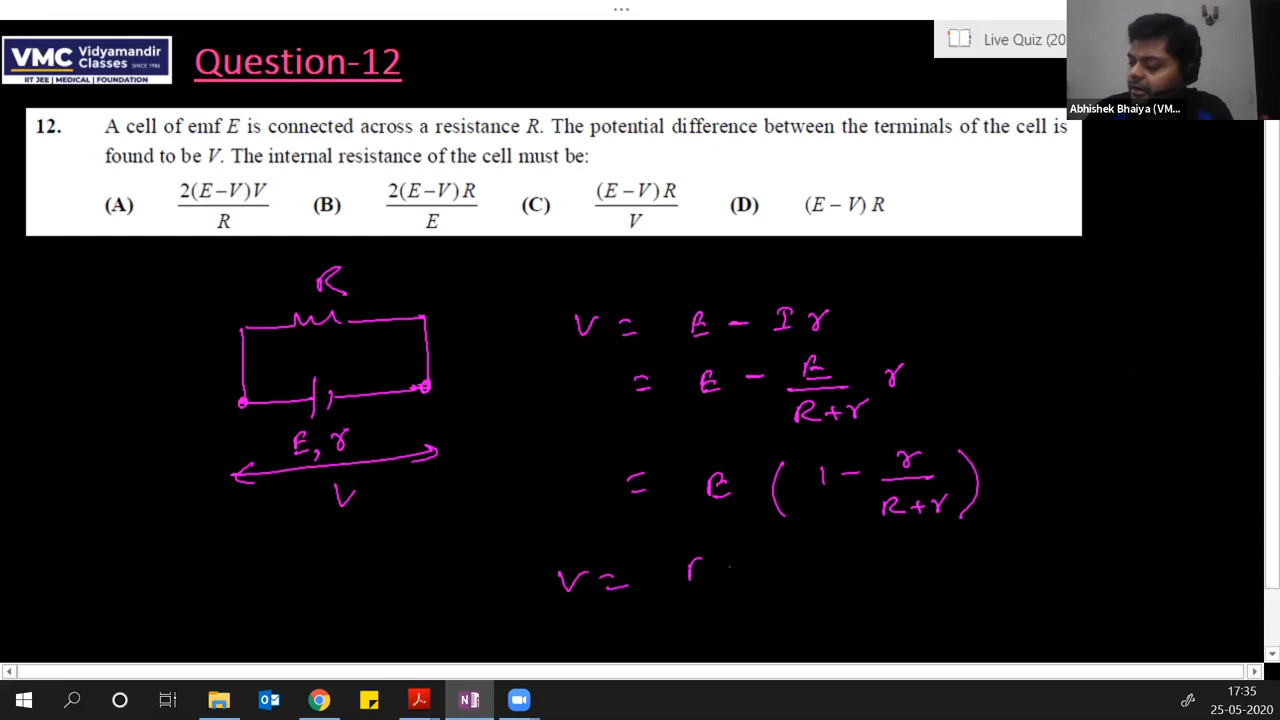 VMC Vidyamandir Classes SINCE 1986
IIT JEE | MEDICAL | FOUNDATION
Question-12
Live Quiz (20
Abhishek Bhaiya (VM...
12. A cell of emf E is connected across a resistance R. The potential difference between the terminals of the cell is
found to be V. The internal resistance of the cell must be:
(A) 2(E−V)V / R (B) 2(E−V)R / E (C) (E−V)R / V (D) (E − V) R
R
E, r
V
V = E - I r
= E - E / R+r r
= E ( 1 - r / R+r )
V =
17:35
25-05-2020